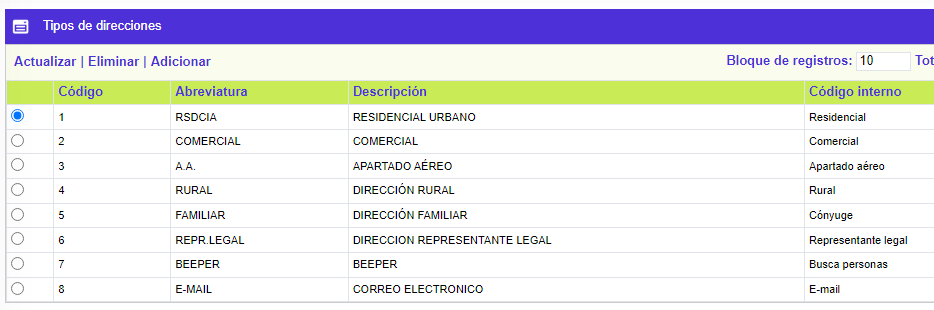 Tipos de direcciones
Actualizar | Eliminar | Adicionar Bloque de registros: 10 Tot
Código Abreviatura Descripción Código interno
1 RSDCIA RESIDENCIAL URBANO Residencial
2 COMERCIAL COMERCIAL Comercial
3 A.A. APARTADO AÉREO Apartado aéreo
4 RURAL DIRECCIÓN RURAL Rural
5 FAMILIAR DIRECCIÓN FAMILIAR Cónyuge
6 REPR.LEGAL DIRECCION REPRESENTANTE LEGAL Representante legal
7 BEEPER BEEPER Busca personas
8 E-MAIL CORREO ELECTRONICO E-mail